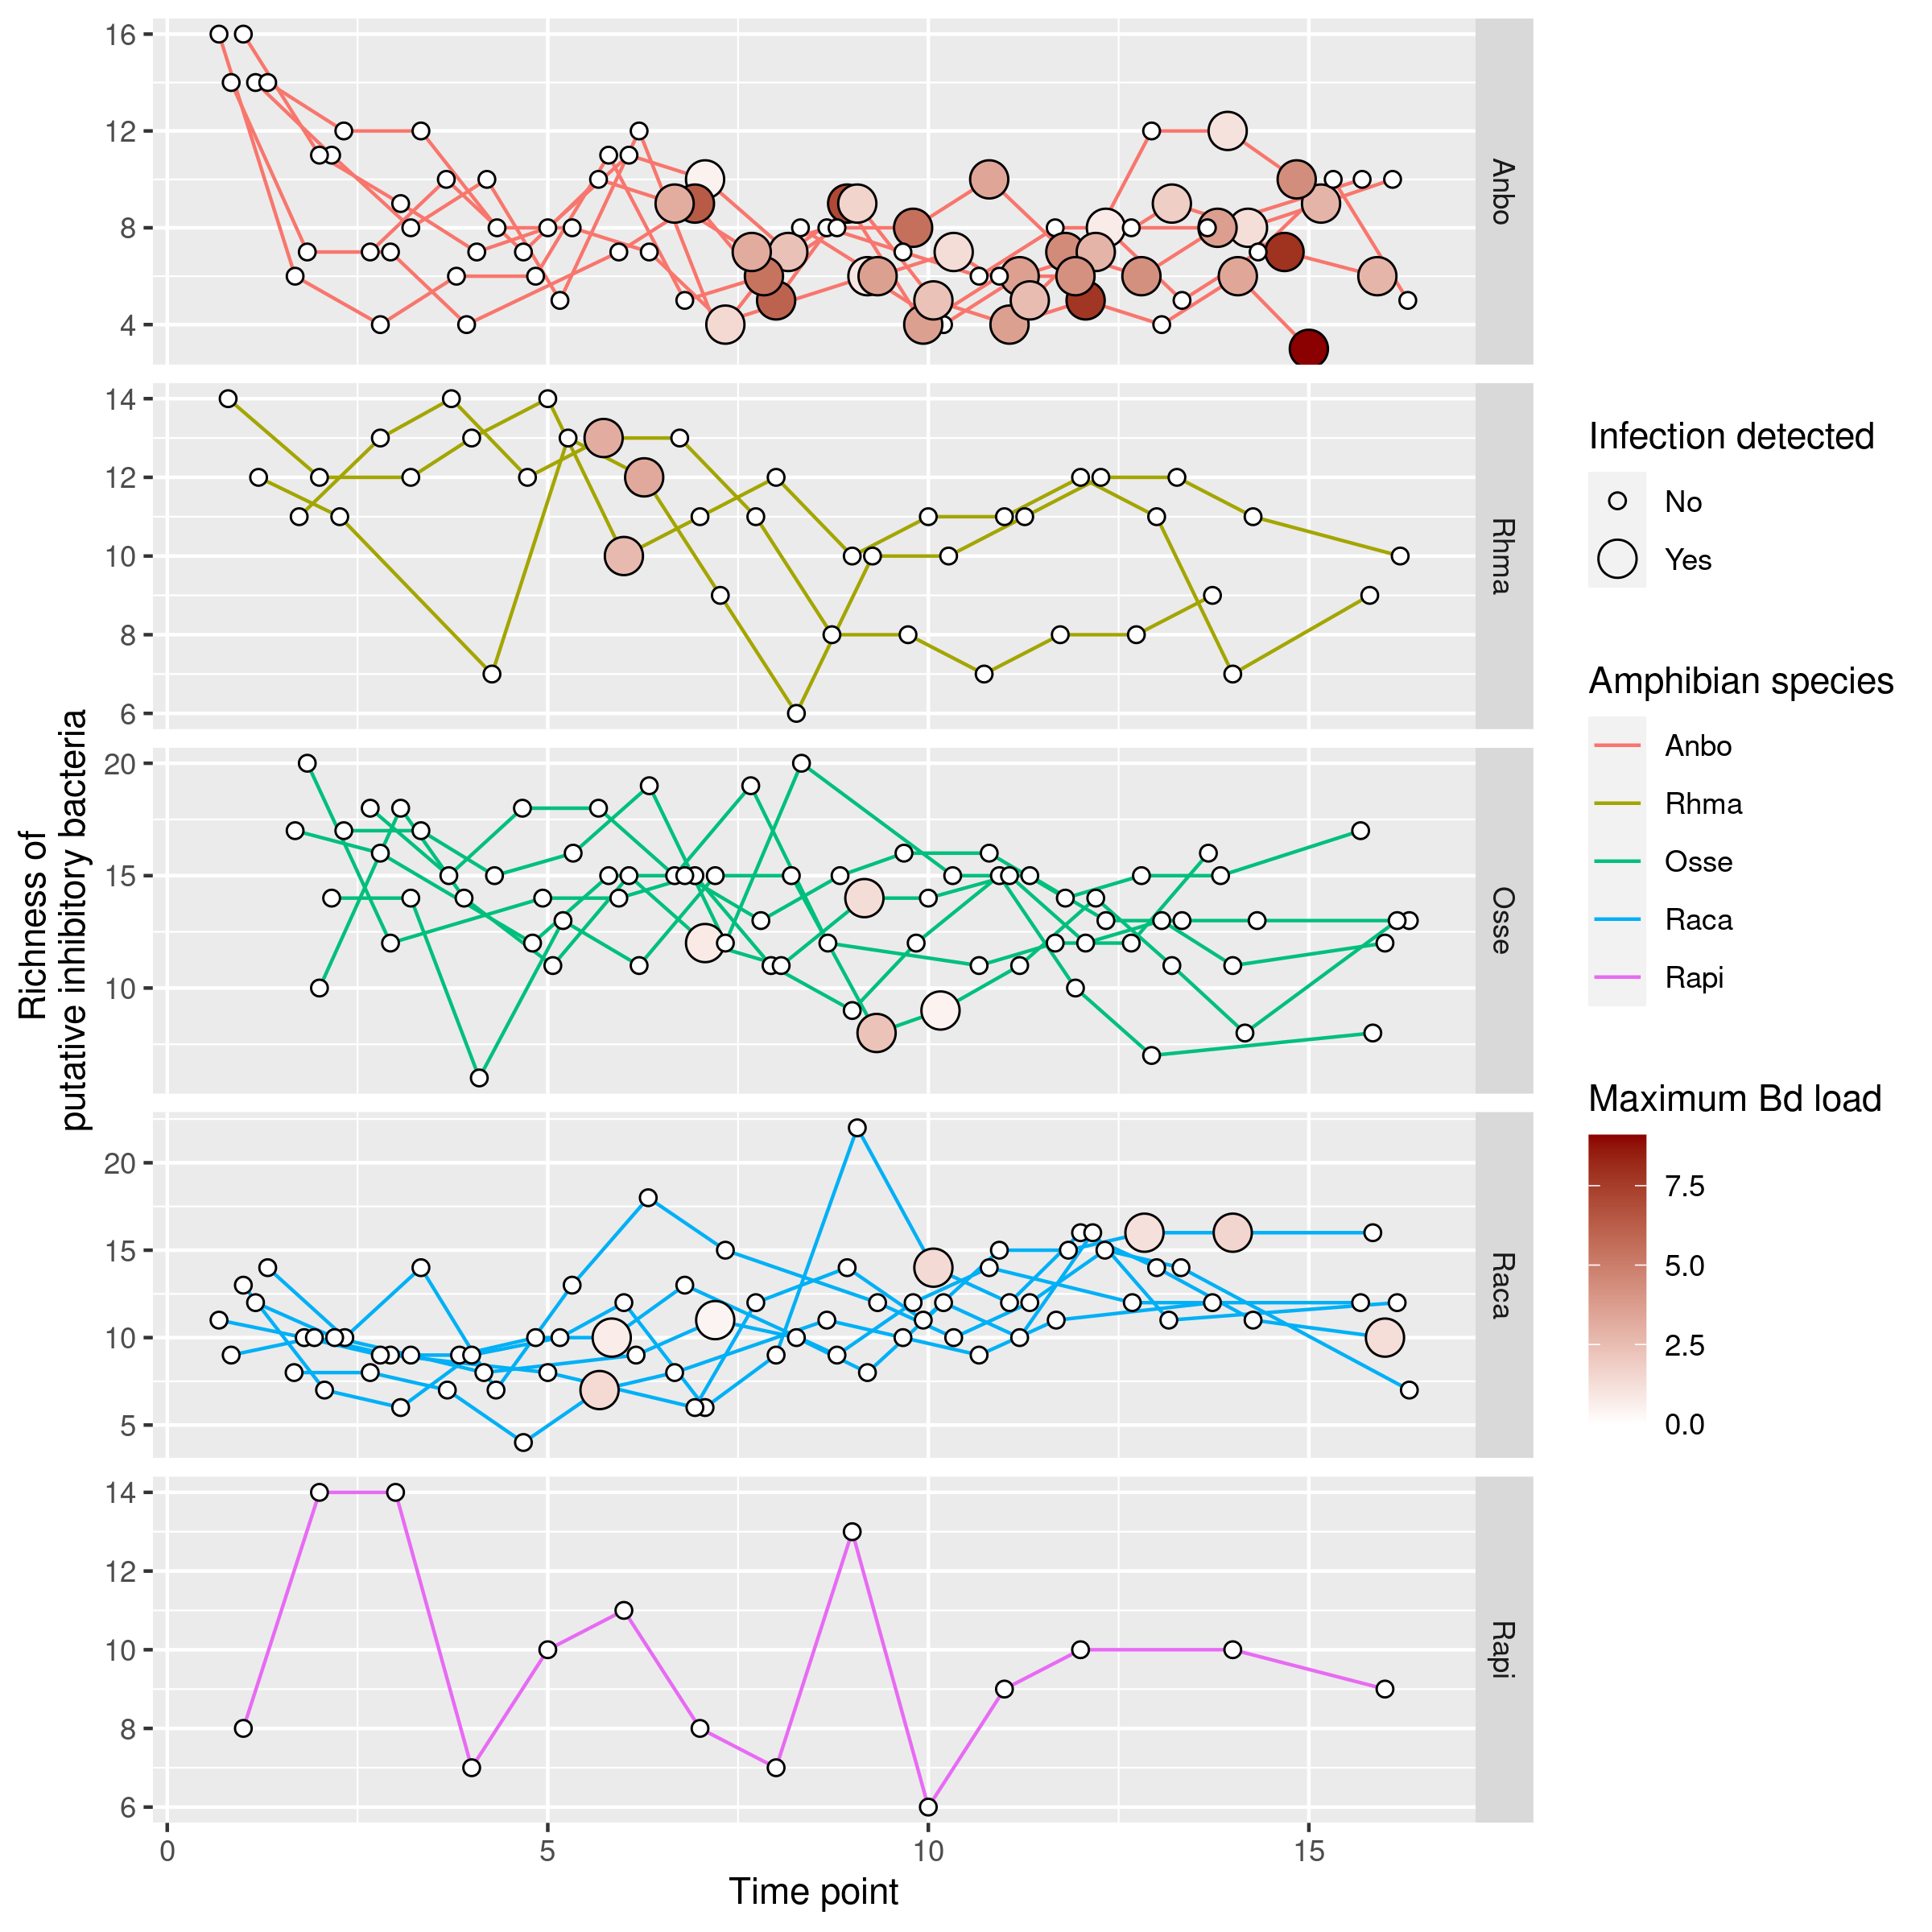 Richness of
putative inhibitory bacteria
16
12
8
4
Anbo
14
12
10
8
6
Rhma
20
15
10
Osse
20
15
10
5
Raca
14
12
10
8
6
Rapi
0
5
10
15
Time point
Infection detected
No
Yes
Amphibian species
Anbo
Rhma
Osse
Raca
Rapi
Maximum Bd load
7.5
5.0
2.5
0.0